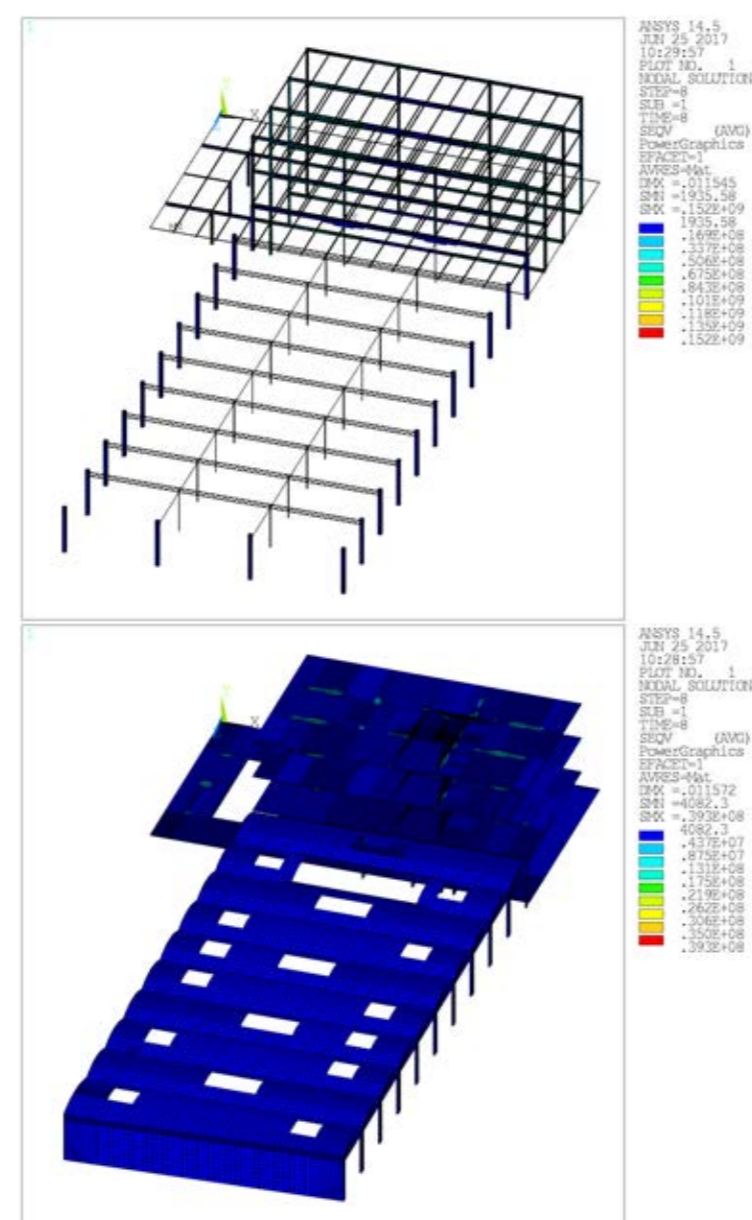 1
ANSYS 14.5
JUN 25 2017
10:29:57
PLOT NO. 1
NODAL SOLUTION
STEP=8
SUB =1
TIME=8
SEQV (AVG)
PowerGraphics
EFACET=1
AVRES=Mat
DMX =.011545
SMN =1935.58
SMX =.152E+09
1935.58
.169E+08
.337E+08
.506E+08
.675E+08
.843E+08
.101E+09
.118E+09
.135E+09
.152E+09
X
1
ANSYS 14.5
JUN 25 2017
10:28:57
PLOT NO. 1
NODAL SOLUTION
STEP=8
SUB =1
TIME=8
SEQV (AVG)
PowerGraphics
EFACET=1
AVRES=Mat
DMX =.011572
SMN =4082.3
SMX =.393E+08
4082.3
.437E+07
.875E+07
.131E+08
.175E+08
.219E+08
.262E+08
.306E+08
.350E+08
.393E+08
X